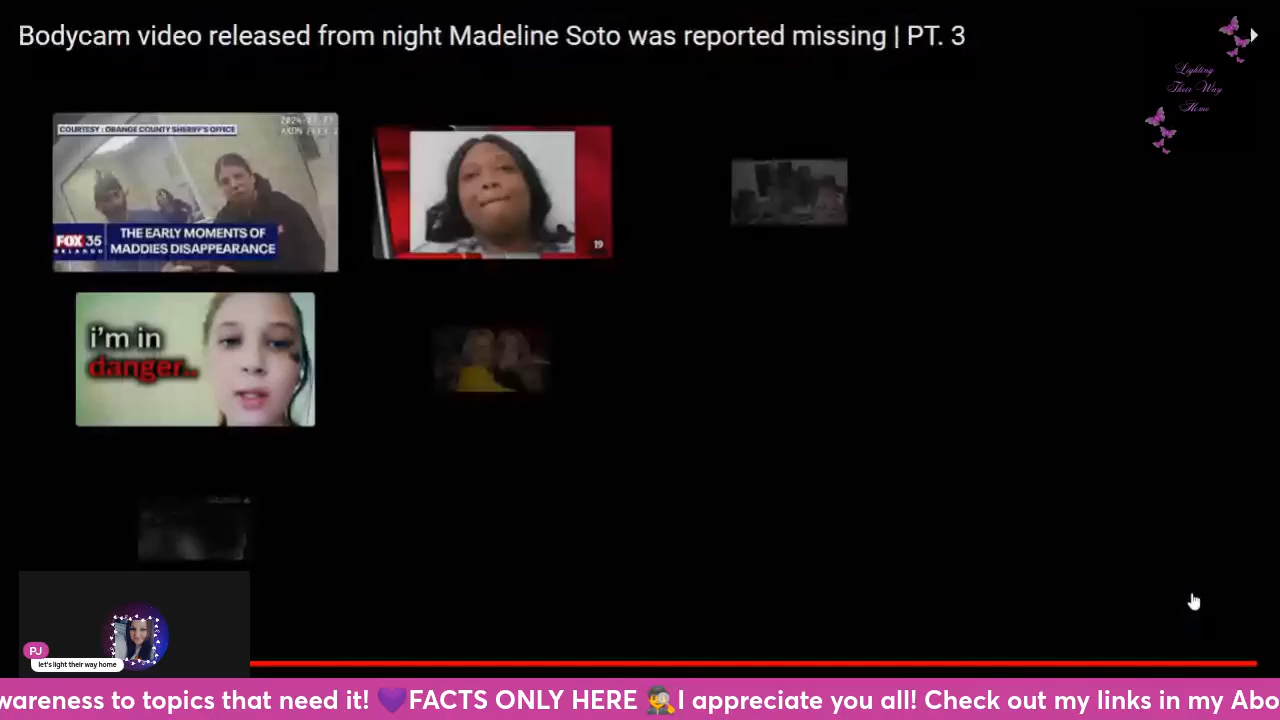 Bodycam video released from night Madeline Soto was reported missing | PT. 3
Lighting
Their Way
Home
COURTESY : ORANGE COUNTY SHERIFF'S OFFICE
THE EARLY MOMENTS OF
MADDIES DISAPPEARANCE
FOX 35
ORLANDO
19
i'm in
danger..
PJ
let's light their way home
wareness to topics that need it! 💜FACTS ONLY HERE 🕵️I appreciate you all! Check out my links in my Abo